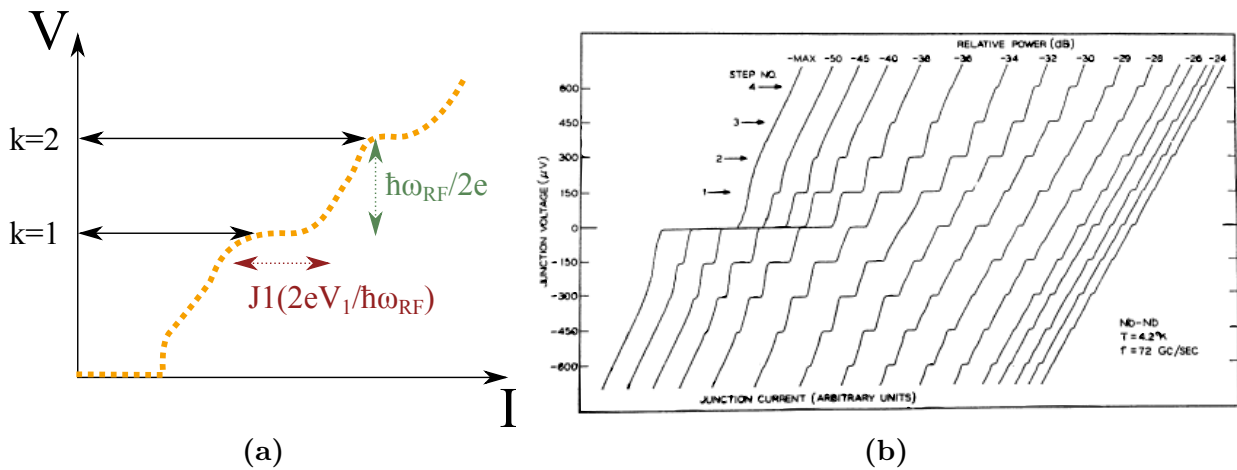 V
k=2
ħω_RF/2e
k=1
J1(2eV₁/ħω_RF)
I
(a)
RELATIVE POWER (dB)
-MAX -50 -45 -40 -38 -36 -34 -32 -30 -29 -28 -26 -24
STEP NO.
4
3
2
1
JUNCTION VOLTAGE (μV)
600
450
300
150
0
-150
-300
-450
-600
Nb-Nb
T=4.2°K
f=72 GC/SEC
JUNCTION CURRENT (ARBITRARY UNITS)
(b)